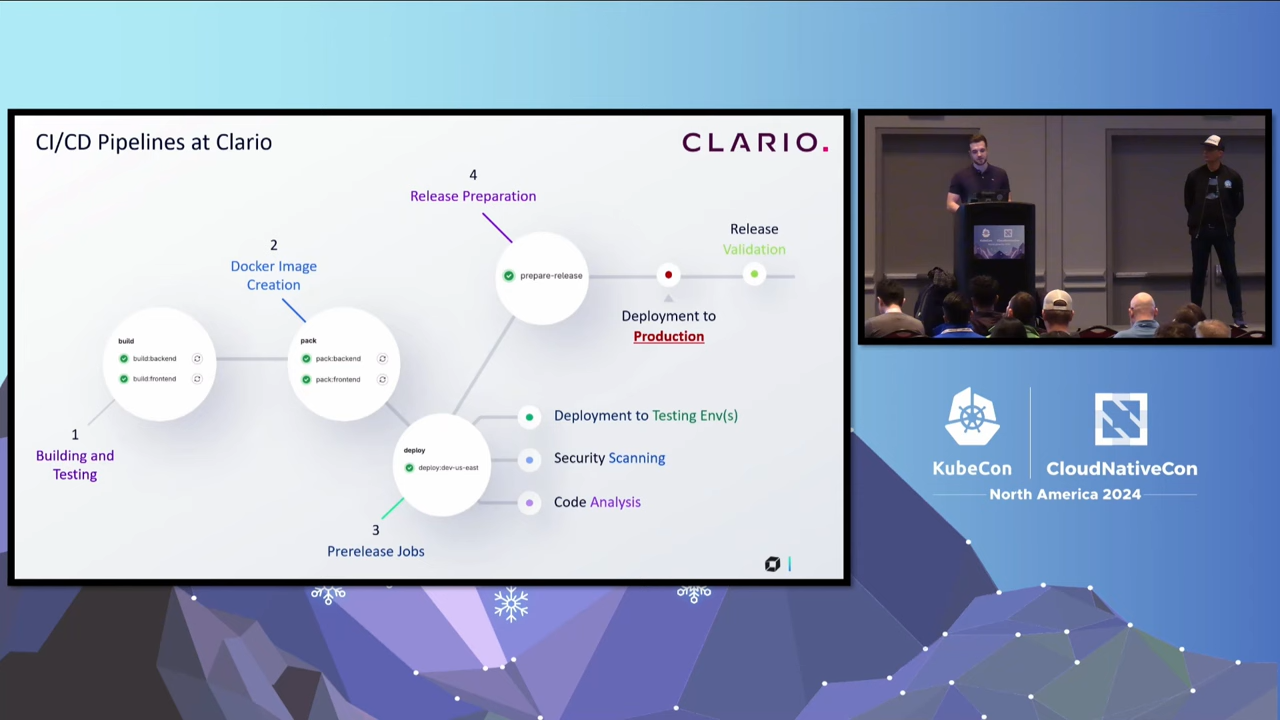 CI/CD Pipelines at Clario
CLARIO.
4
Release Preparation
prepare-release
Release
Validation
Deployment to
Production
2
Docker Image
Creation
build
build:backend
build:frontend
pack
pack:backend
pack:frontend
1
Building and
Testing
deploy
deploy:dev-us-east
Deployment to Testing Env(s)
Security Scanning
Code Analysis
3
Prerelease Jobs
KubeCon
CloudNativeCon
North America 2024